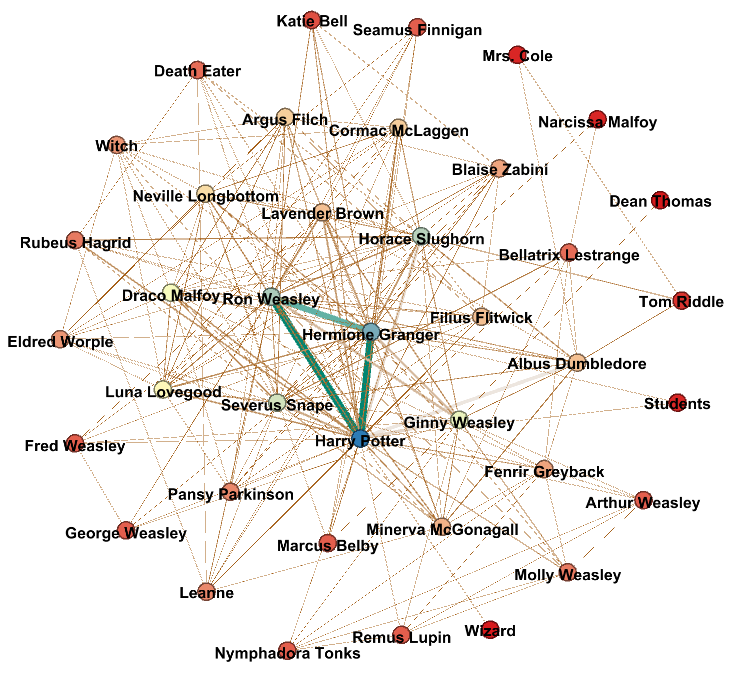 Katie Bell
Seamus Finnigan
Mrs. Cole
Death Eater
Argus Filch
Cormac McLaggen
Narcissa Malfoy
Witch
Blaise Zabini
Neville Longbottom
Lavender Brown
Dean Thomas
Rubeus Hagrid
Horace Slughorn
Bellatrix Lestrange
Draco Malfoy
Ron Weasley
Tom Riddle
Filius Flitwick
Hermione Granger
Eldred Worple
Albus Dumbledore
Luna Lovegood
Severus Snape
Students
Ginny Weasley
Harry Potter
Fred Weasley
Fenrir Greyback
Pansy Parkinson
Arthur Weasley
George Weasley
Minerva McGonagall
Marcus Belby
Molly Weasley
Leanne
Wizard
Remus Lupin
Nymphadora Tonks